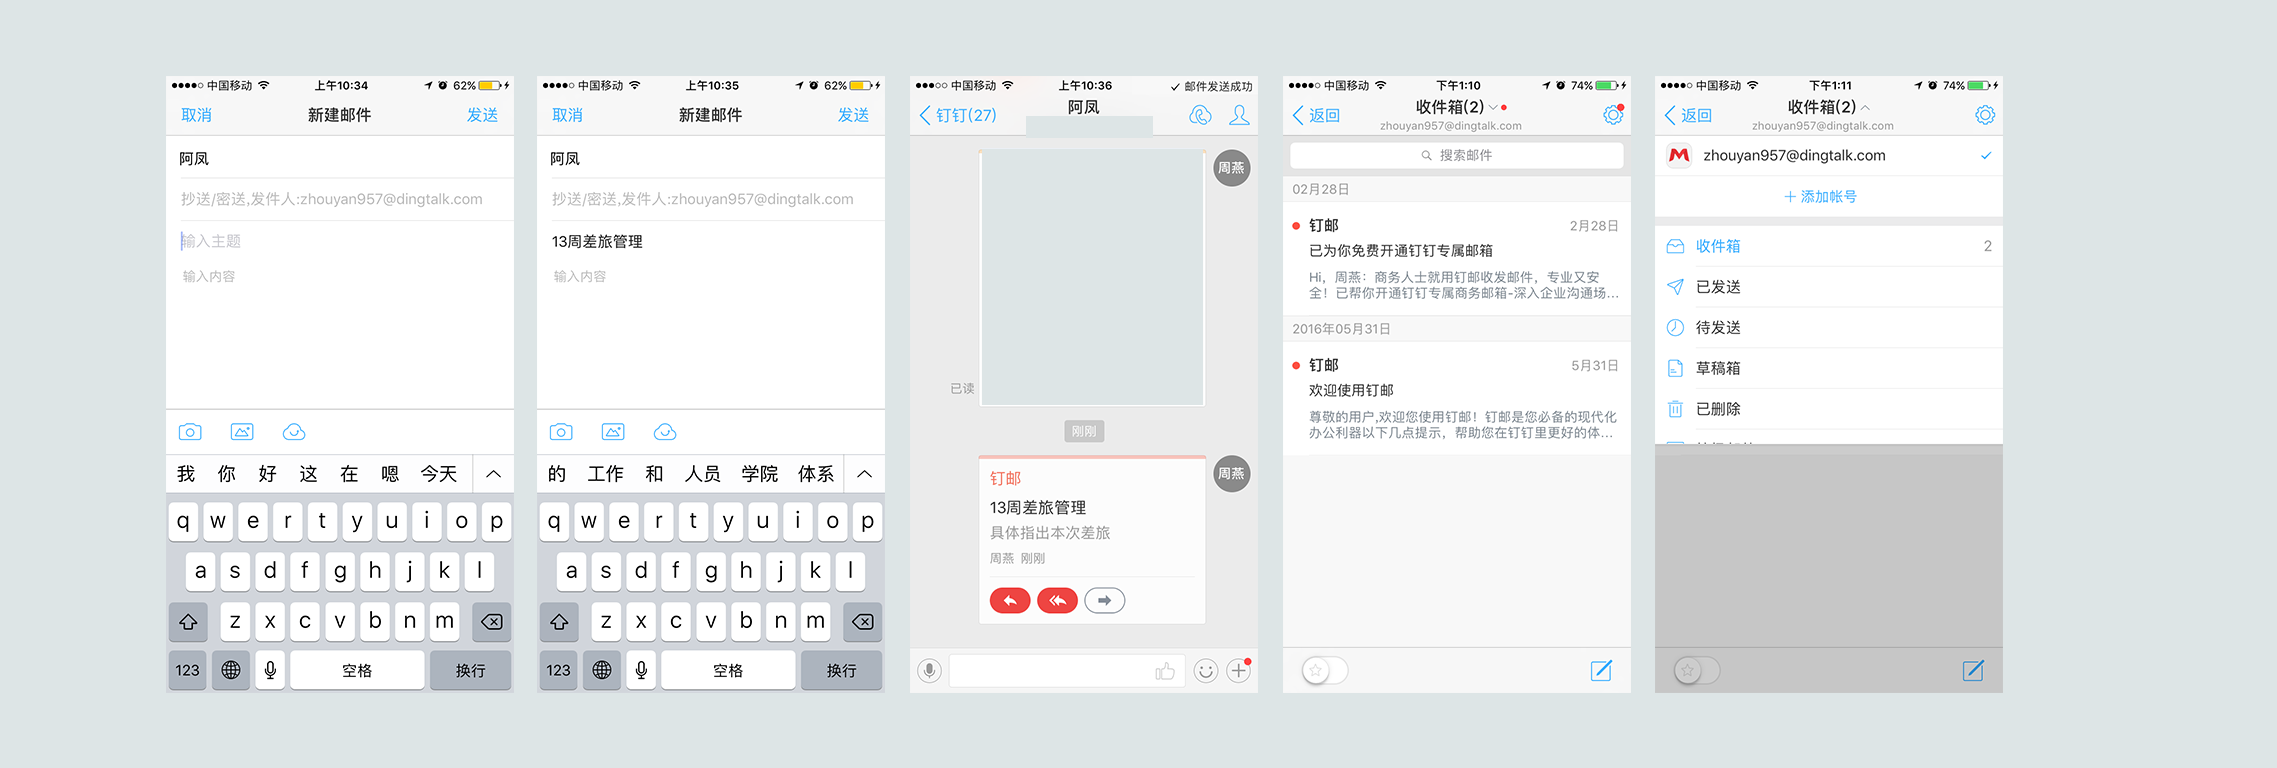 中国移动 上午10:34 62%
取消 新建邮件 发送
阿凤
抄送/密送,发件人:zhouyan957@dingtalk.com
输入主题
输入内容
我 你 好 这 在 嗯 今天
q w e r t y u i o p
a s d f g h j k l
z x c v b n m
123 空格 换行
中国移动 上午10:35 62%
取消 新建邮件 发送
阿凤
抄送/密送,发件人:zhouyan957@dingtalk.com
13周差旅管理
输入内容
的 工作 和 人员 学院 体系
q w e r t y u i o p
a s d f g h j k l
z x c v b n m
123 空格 换行
中国移动 上午10:36 邮件发送成功
钉钉(27) 阿凤
周燕
已读
刚刚
周燕
钉邮
13周差旅管理
具体指出本次差旅
周燕 刚刚
中国移动 下午1:10 74%
返回 收件箱(2)
zhouyan957@dingtalk.com
搜索邮件
02月28日
钉邮 2月28日
已为你免费开通钉钉专属邮箱
Hi，周燕：商务人士就用钉邮收发邮件，专业又安
全！已帮你开通钉钉专属商务邮箱-深入企业沟通场...
2016年05月31日
钉邮 5月31日
欢迎使用钉邮
尊敬的用户,欢迎您使用钉邮！钉邮是您必备的现代化
办公利器以下几点提示，帮助您在钉钉里更好的体...
中国移动 下午1:11 74%
返回 收件箱(2)
zhouyan957@dingtalk.com
zhouyan957@dingtalk.com
+ 添加帐号
收件箱 2
已发送
待发送
草稿箱
已删除